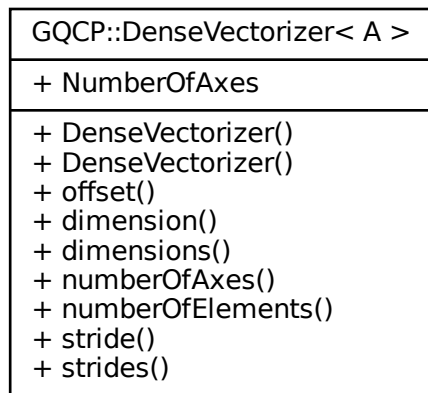 GQCP::DenseVectorizer< A >
+ NumberOfAxes
+ DenseVectorizer()
+ DenseVectorizer()
+ offset()
+ dimension()
+ dimensions()
+ numberOfAxes()
+ numberOfElements()
+ stride()
+ strides()